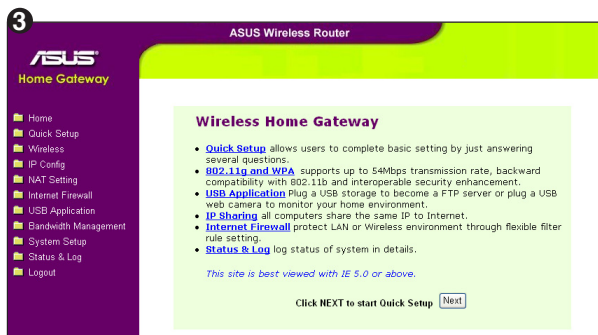 3
ASUS Wireless Router
ASUS
Home Gateway
Home
Quick Setup
Wireless
IP Config
NAT Setting
Internet Firewall
USB Application
Bandwidth Management
System Setup
Status & Log
Logout
Wireless Home Gateway
Quick Setup allows users to complete basic setting by just answering
several questions.
802.11g and WPA supports up to 54Mbps transmission rate, backward
compatibility with 802.11b and interoperable security enhancement.
USB Application Plug a USB storage to become a FTP server or plug a USB
web camera to monitor your home environment.
IP Sharing all computers share the same IP to Internet.
Internet Firewall protect LAN or Wireless environment through flexible filter
rule setting.
Status & Log log status of system in details.
This site is best viewed with IE 5.0 or above.
Click NEXT to start Quick Setup Next